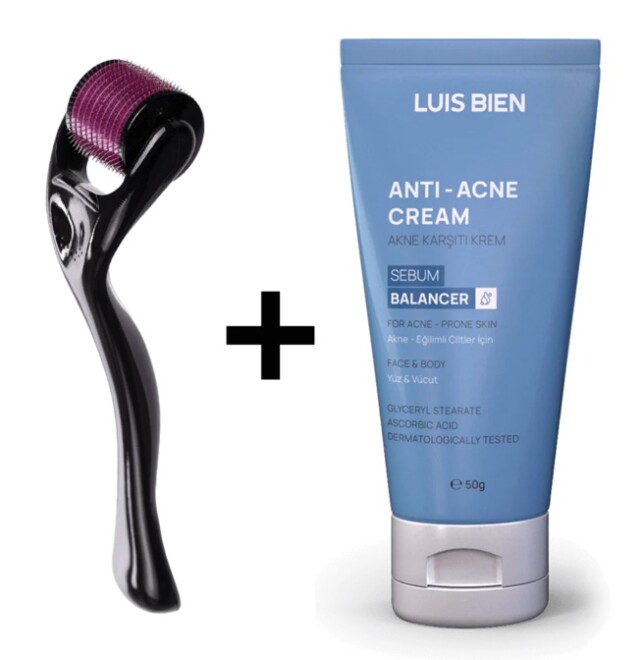 LUIS BIEN
ANTI - ACNE
CREAM
AKNE KARŞITI KREM
SEBUM
BALANCER
FOR ACNE - PRONE SKIN
Akne - Eğilimli Ciltler İçin
FACE & BODY
Yüz & Vücut
GLYCERYL STEARATE
ASCORBIC ACID
DERMATOLOGICALLY TESTED
℮ 50g